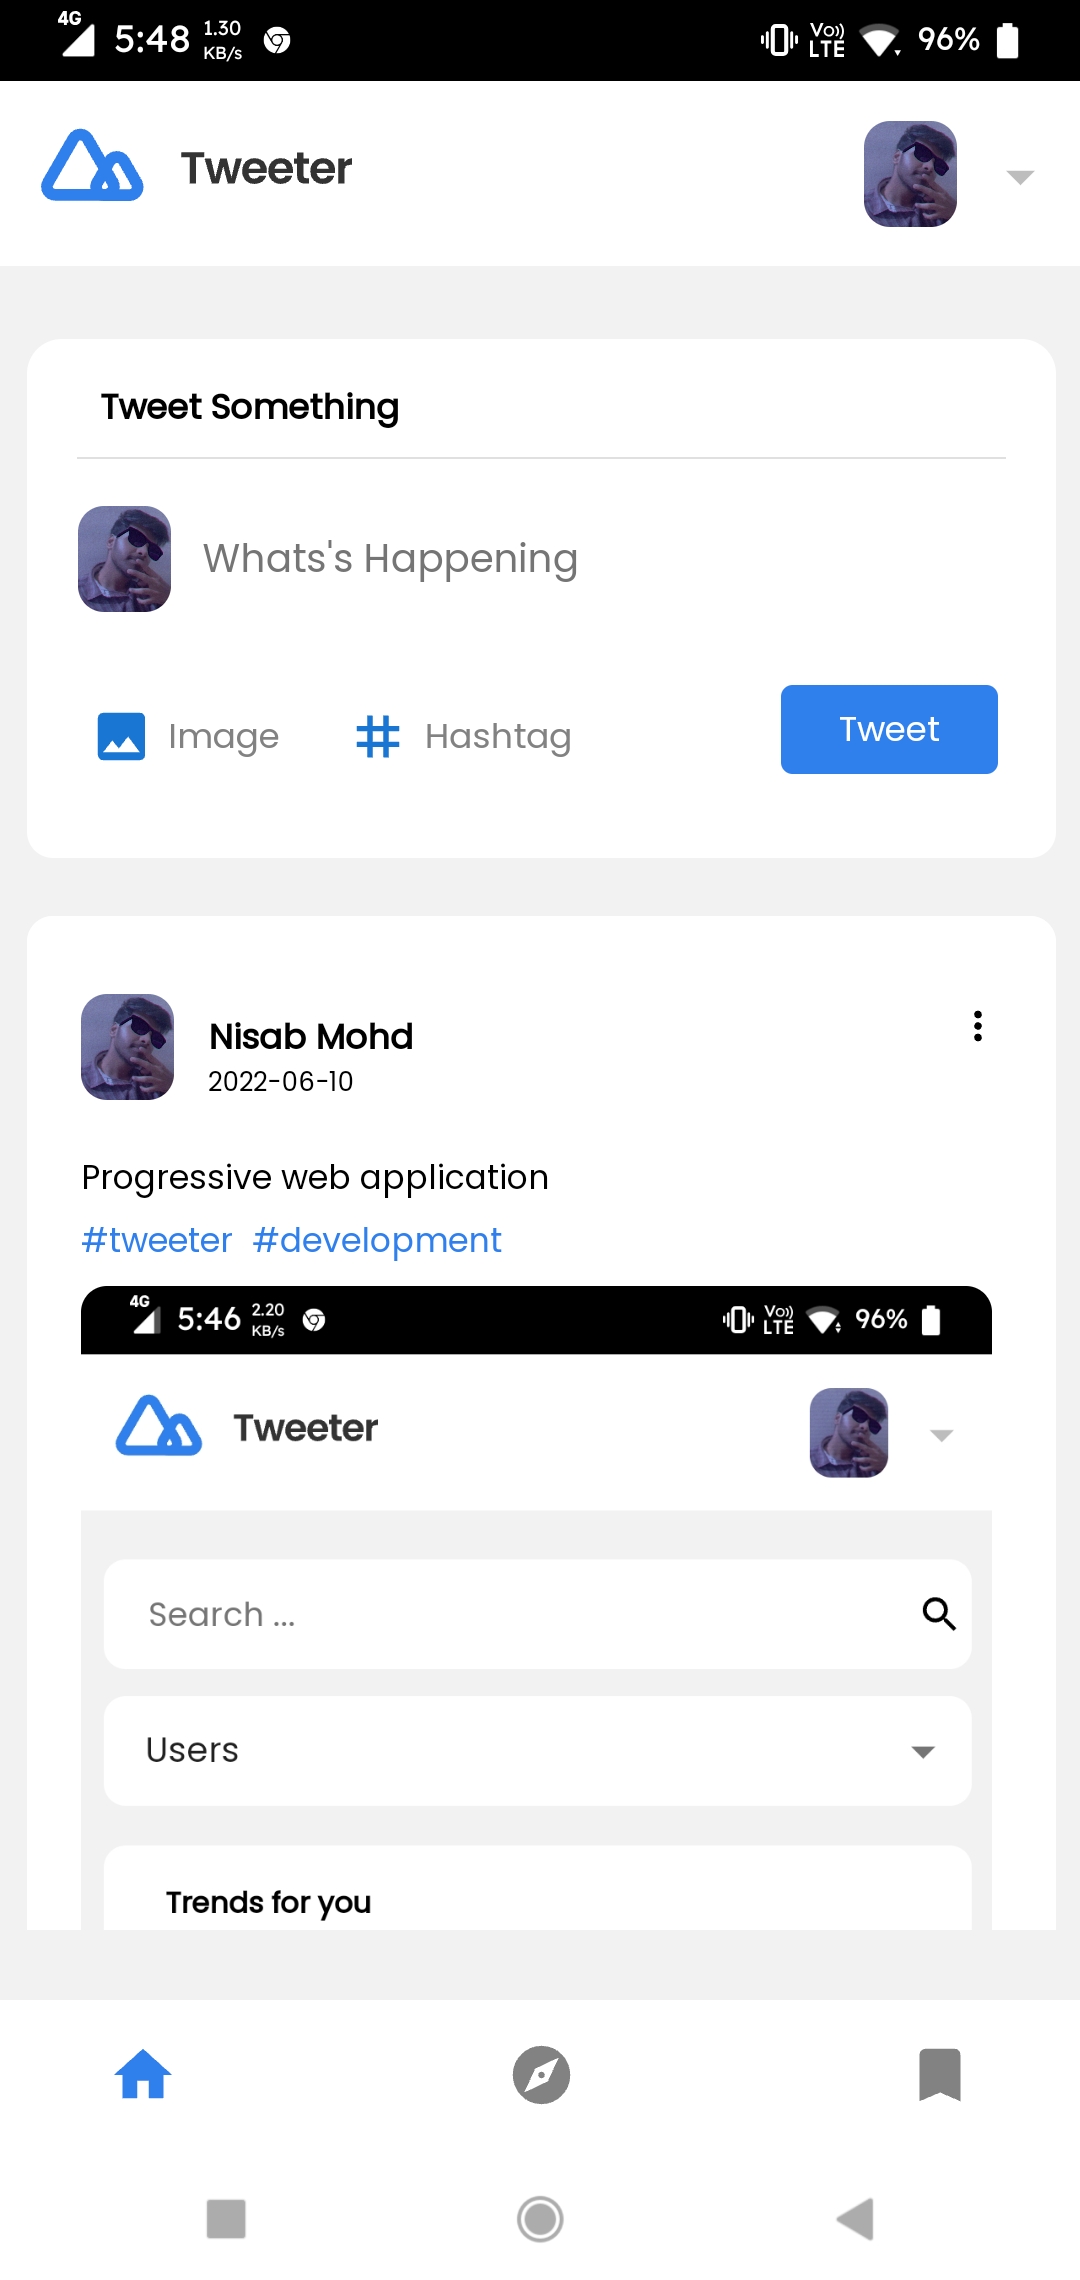 4G 5:48 1.30 KB/s Vo)) LTE 96%
Tweeter
Tweet Something
Whats's Happening
Image Hashtag Tweet
Nisab Mohd
2022-06-10
Progressive web application
#tweeter #development
4G 5:46 2.20 KB/s Vo)) LTE 96%
Tweeter
Search ...
Users
Trends for you